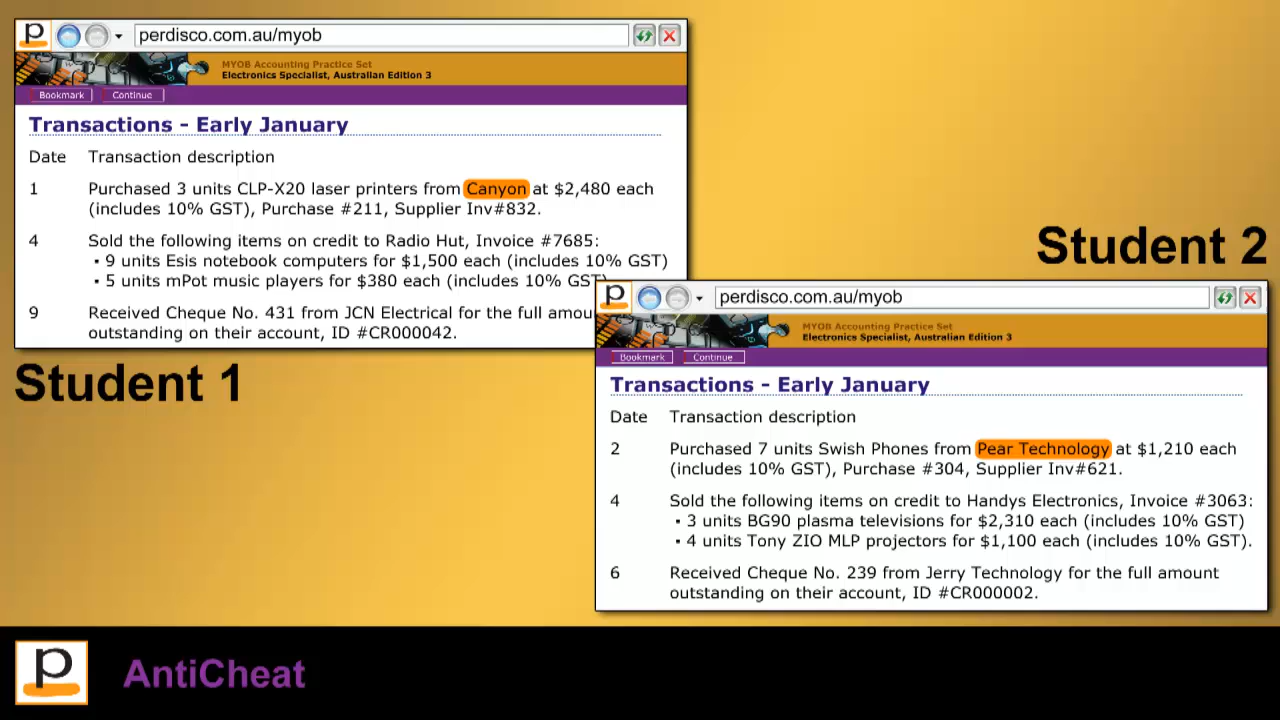 p
perdisco.com.au/myob
MYOB Accounting Practice Set
Electronics Specialist, Australian Edition 3
Bookmark Continue
Transactions - Early January
Date Transaction description
1 Purchased 3 units CLP-X20 laser printers from Canyon at $2,480 each
(includes 10% GST), Purchase #211, Supplier Inv#832.
4 Sold the following items on credit to Radio Hut, Invoice #7685:
▪ 9 units Esis notebook computers for $1,500 each (includes 10% GST)
▪ 5 units mPot music players for $380 each (includes 10% GST)
9 Received Cheque No. 431 from JCN Electrical for the full amou
outstanding on their account, ID #CR000042.
Student 1
Student 2
p
perdisco.com.au/myob
MYOB Accounting Practice Set
Electronics Specialist, Australian Edition 3
Bookmark Continue
Transactions - Early January
Date Transaction description
2 Purchased 7 units Swish Phones from Pear Technology at $1,210 each
(includes 10% GST), Purchase #304, Supplier Inv#621.
4 Sold the following items on credit to Handys Electronics, Invoice #3063:
▪ 3 units BG90 plasma televisions for $2,310 each (includes 10% GST)
▪ 4 units Tony ZIO MLP projectors for $1,100 each (includes 10% GST).
6 Received Cheque No. 239 from Jerry Technology for the full amount
outstanding on their account, ID #CR000002.
p
AntiCheat